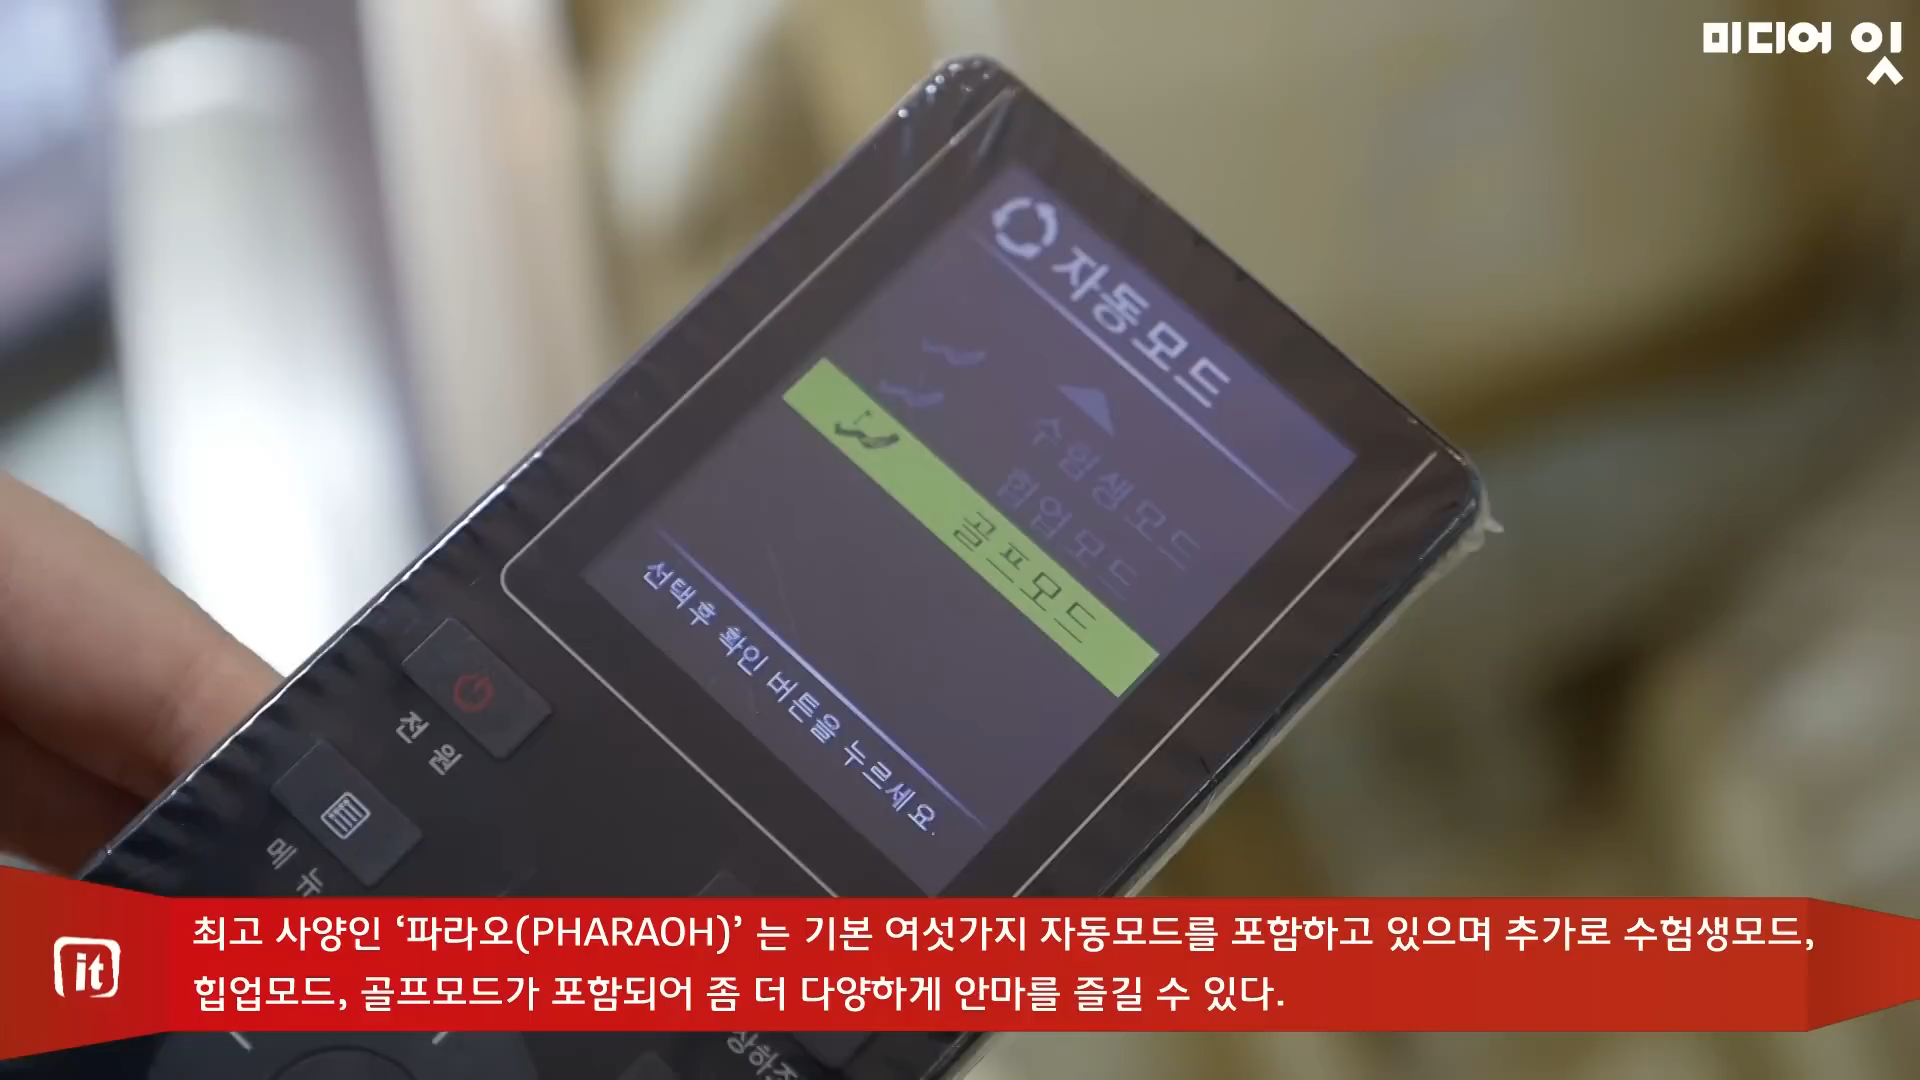 미디어 잇
자동모드
수험생모드
힙업모드
골프모드
선택후 확인 버튼을 누르세요.
전원
메뉴
상하조
it
최고 사양인 ‘파라오(PHARAOH)’ 는 기본 여섯가지 자동모드를 포함하고 있으며 추가로 수험생모드,
힙업모드, 골프모드가 포함되어 좀 더 다양하게 안마를 즐길 수 있다.